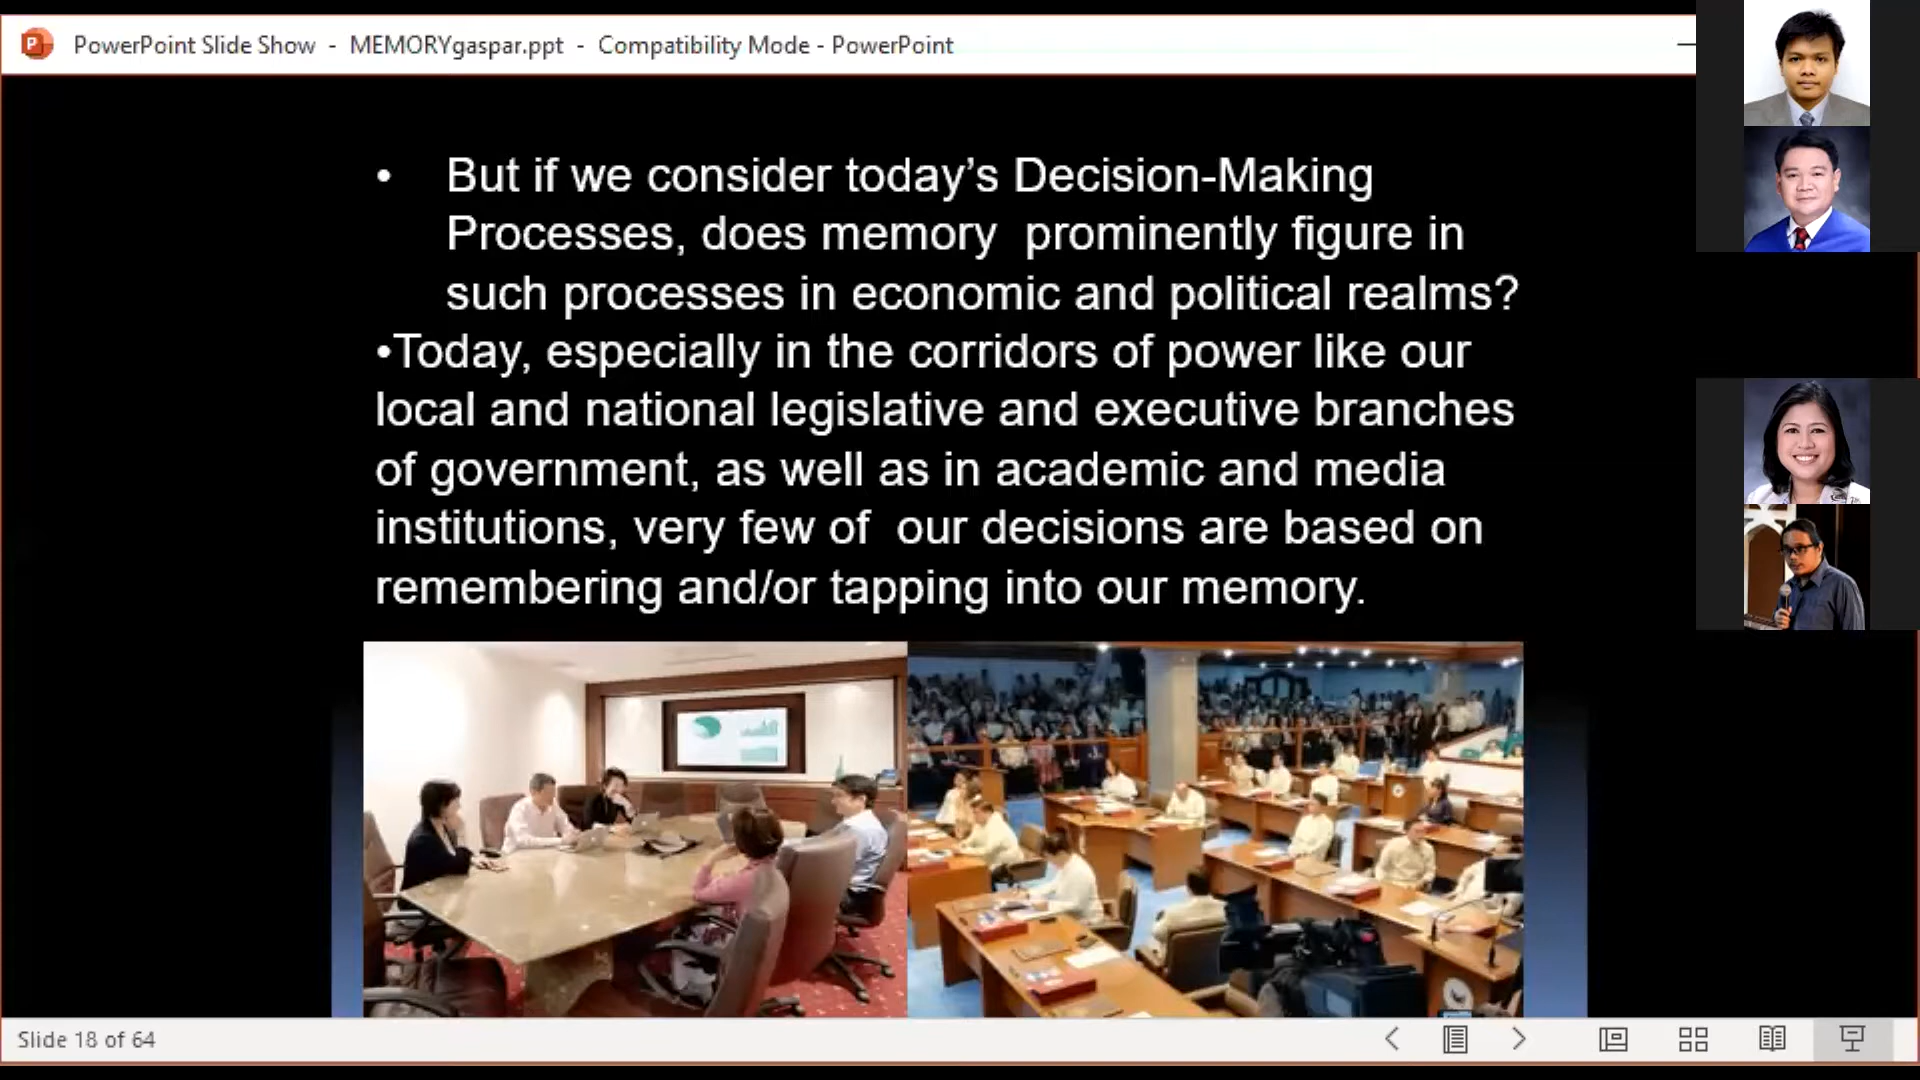 PowerPoint Slide Show - MEMORYgaspar.ppt - Compatibility Mode - PowerPoint
• But if we consider today’s Decision-Making
Processes, does memory prominently figure in
such processes in economic and political realms?
•Today, especially in the corridors of power like our
local and national legislative and executive branches
of government, as well as in academic and media
institutions, very few of our decisions are based on
remembering and/or tapping into our memory.
Slide 18 of 64